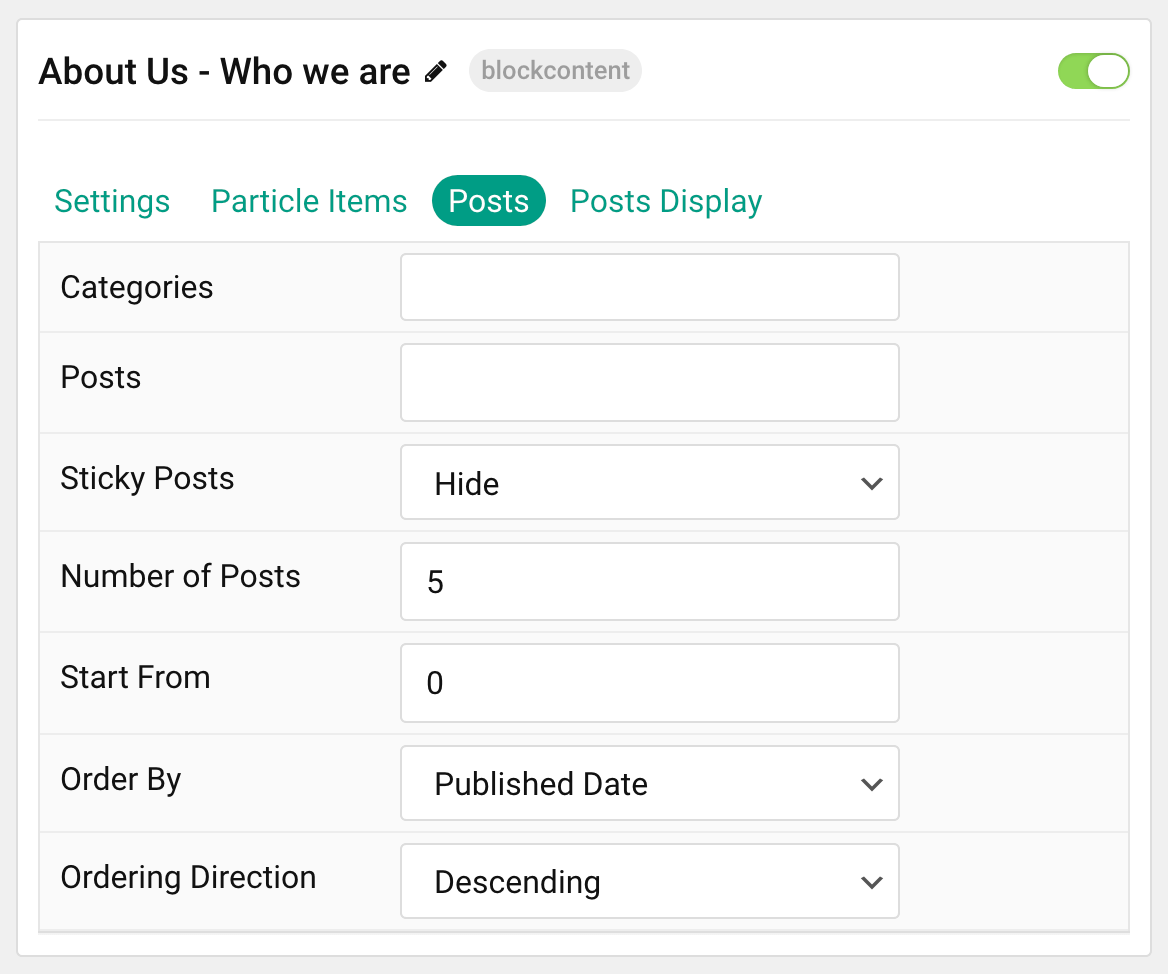 About Us - Who we are blockcontent
Settings Particle Items Posts Posts Display
Categories
Posts
Sticky Posts Hide
Number of Posts 5
Start From 0
Order By Published Date
Ordering Direction Descending